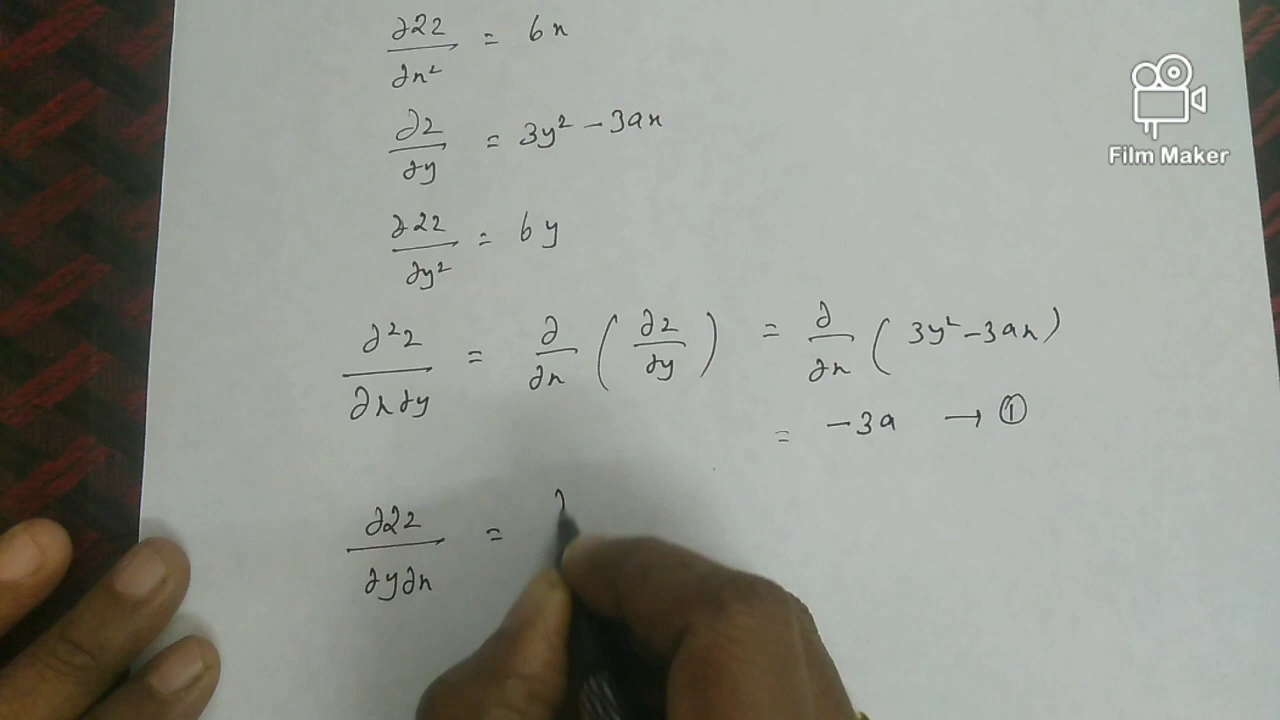 ∂2z/∂x² = 6x
∂z/∂y = 3y² - 3ax
∂2z/∂y² = 6y
∂²z/∂x∂y = ∂/∂x (∂z/∂y) = ∂/∂x (3y² - 3ax)
= -3a → ①
∂2z/∂y∂x = ∂
Film Maker